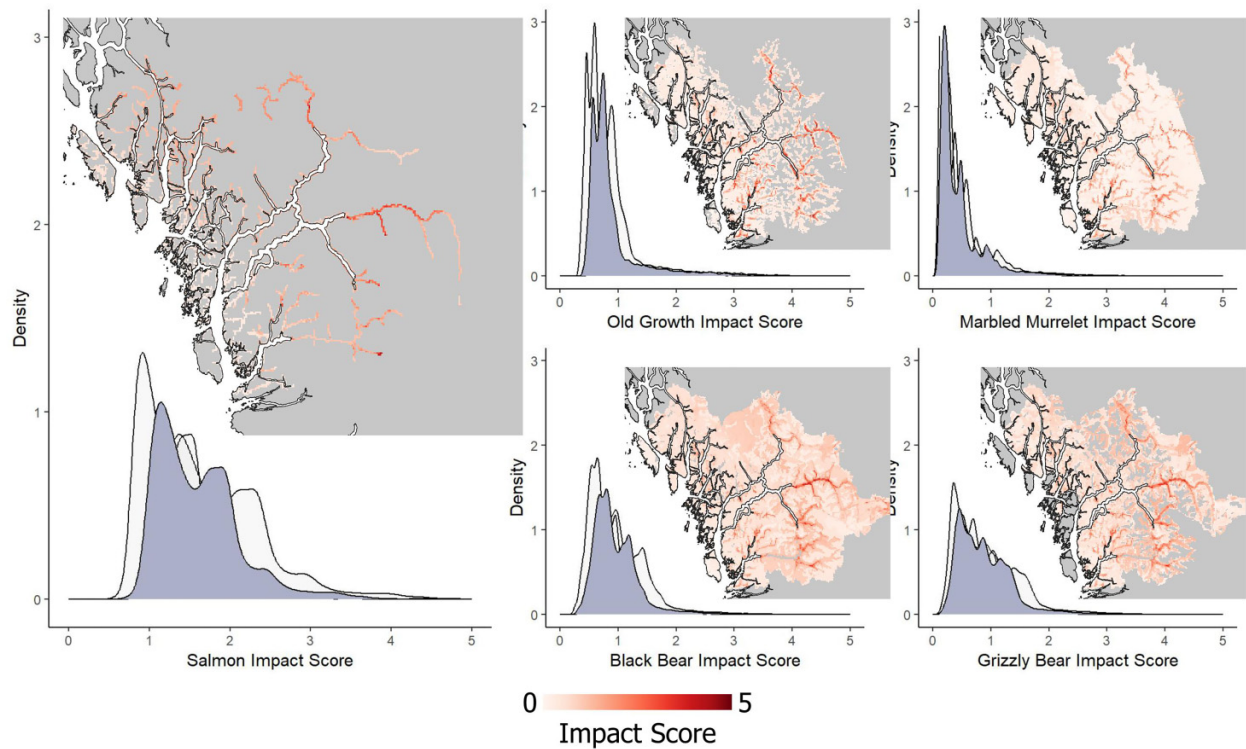 3
2
1
0
Density
0 1 2 3 4 5
Salmon Impact Score
3
2
1
0
0 1 2 3 4 5
Old Growth Impact Score
3
2
1
0
0 1 2 3 4 5
Marbled Murrelet Impact Score
3
2
1
0
Density
0 1 2 3 4 5
Black Bear Impact Score
3
2
1
0
Density
0 1 2 3 4 5
Grizzly Bear Impact Score
0 5
Impact Score